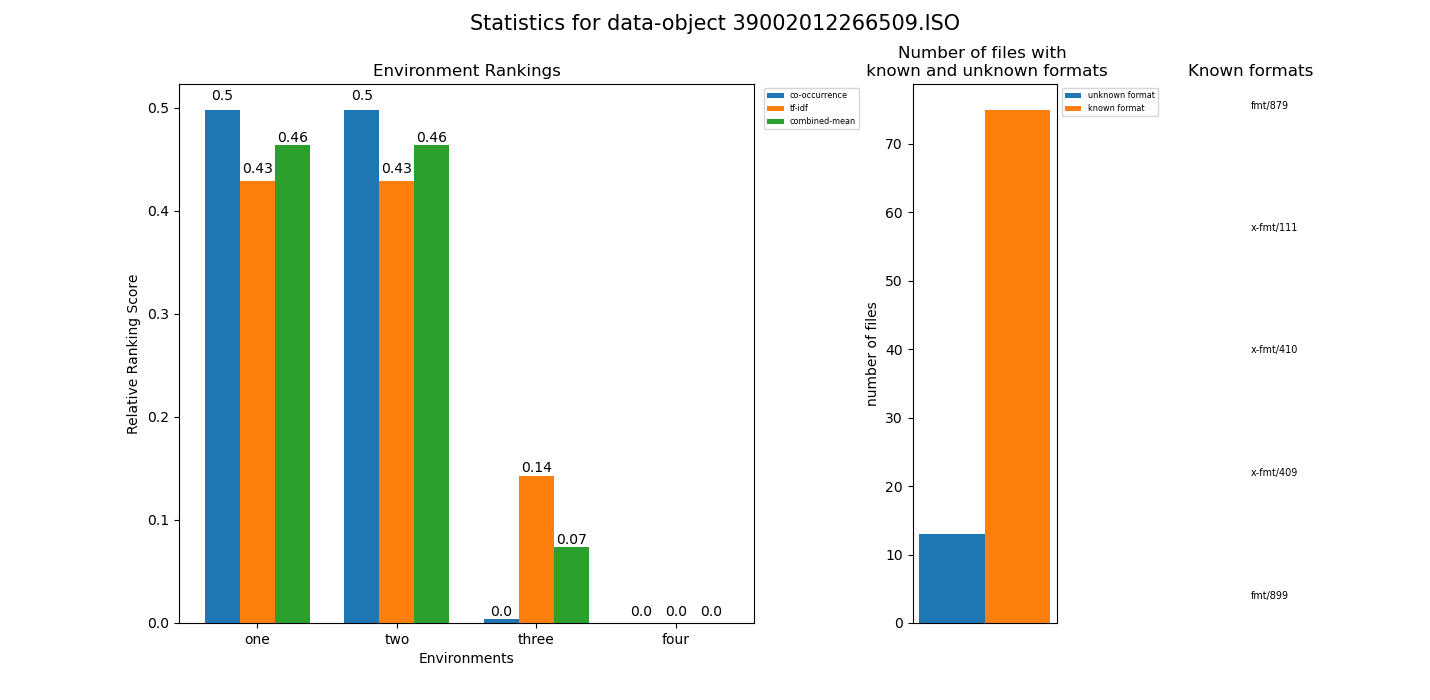 Statistics for data-object 39002012266509.ISO
Environment Rankings
Relative Ranking Score
0.5
0.4
0.3
0.2
0.1
0.0
0.5
0.43
0.46
0.5
0.43
0.46
0.0
0.14
0.07
0.0
0.0
0.0
one
two
three
four
Environments
co-occurrence
tf-idf
combined-mean
Number of files with
known and unknown formats
number of files
70
60
50
40
30
20
10
0
unknown format
known format
Known formats
fmt/879
x-fmt/111
x-fmt/410
x-fmt/409
fmt/899